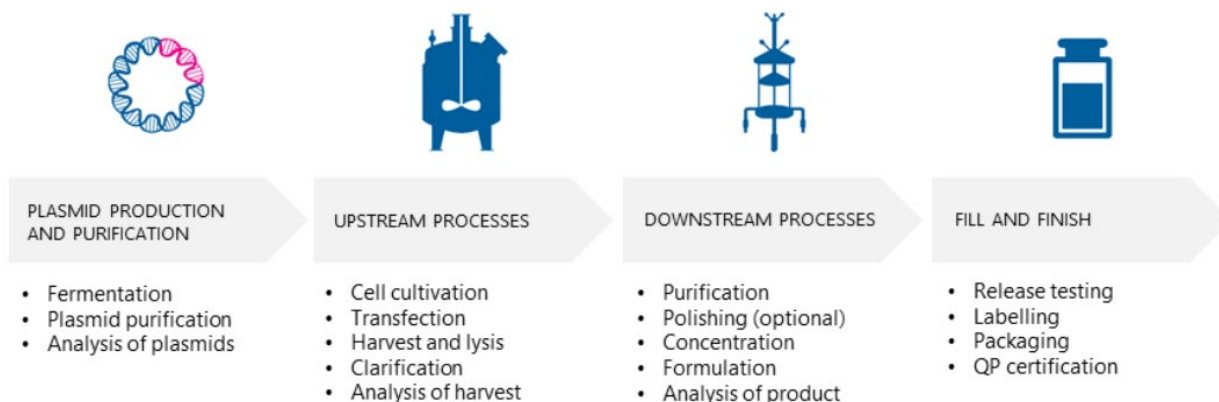 PLASMID PRODUCTION
AND PURIFICATION
• Fermentation
• Plasmid purification
• Analysis of plasmids
UPSTREAM PROCESSES
• Cell cultivation
• Transfection
• Harvest and lysis
• Clarification
• Analysis of harvest
DOWNSTREAM PROCESSES
• Purification
• Polishing (optional)
• Concentration
• Formulation
• Analysis of product
FILL AND FINISH
• Release testing
• Labelling
• Packaging
• QP certification